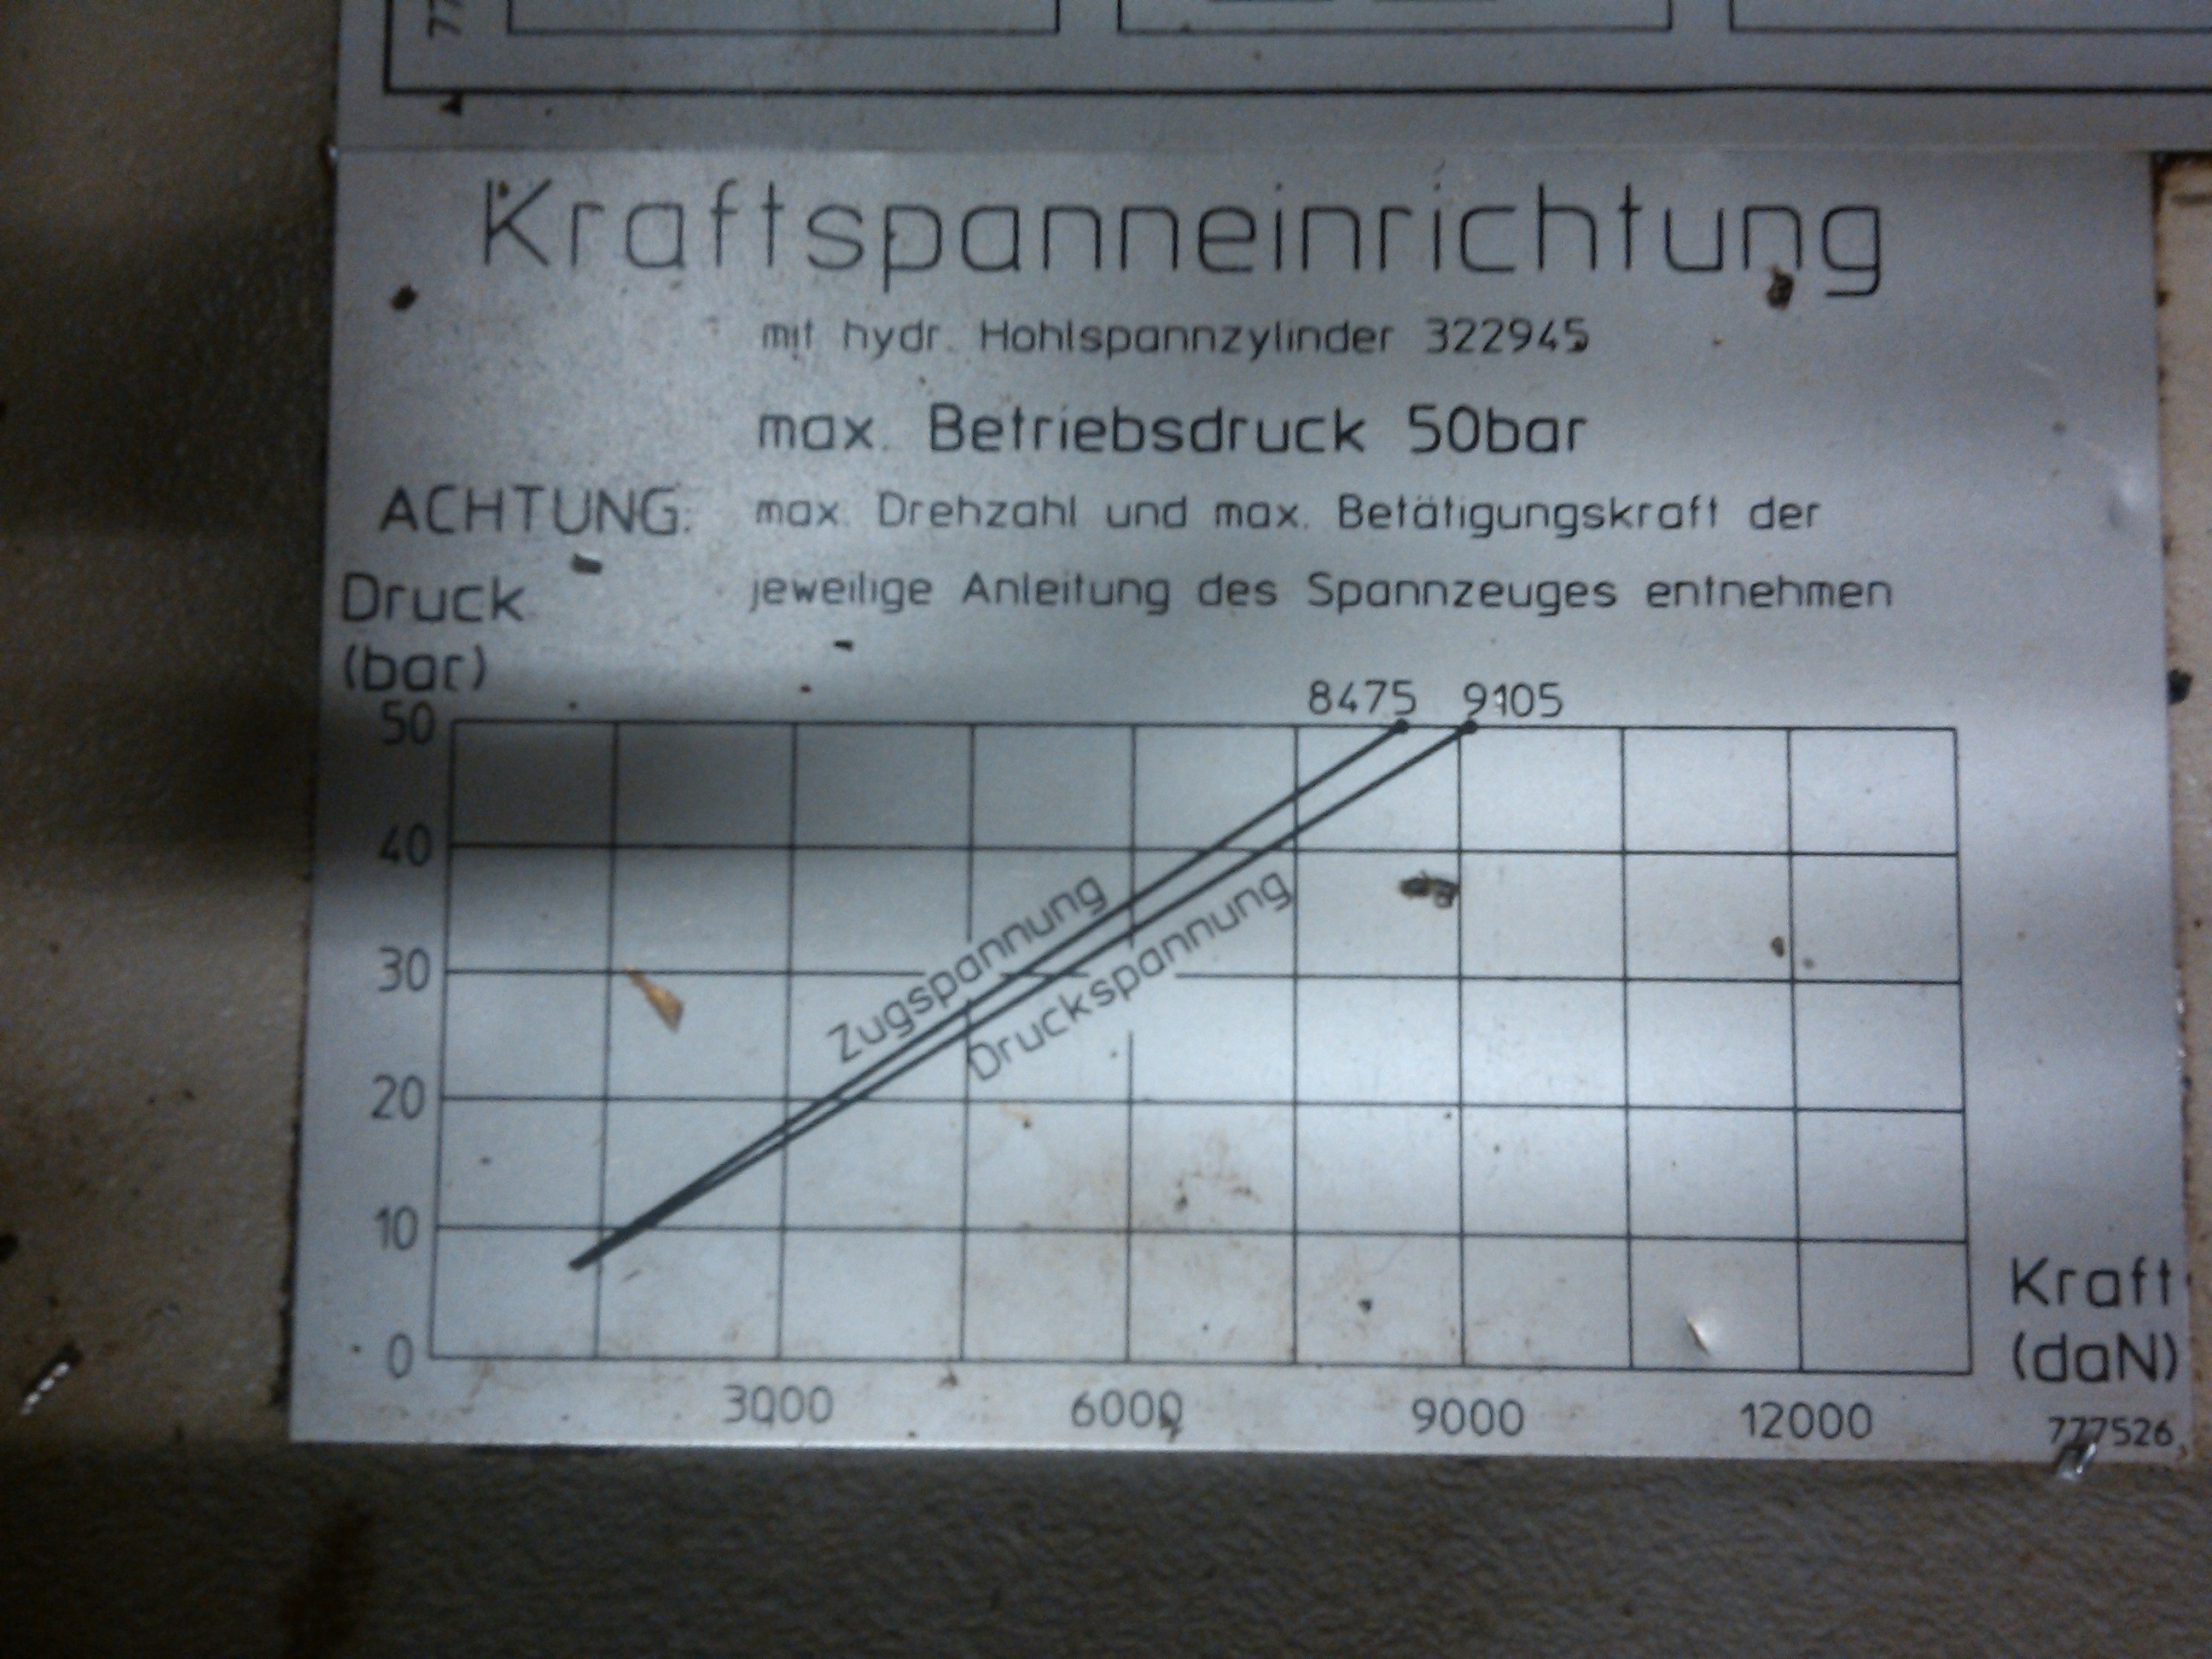 77
Kraftspanneinrichtung
mit hydr. Hohlspannzylinder 322945
max. Betriebsdruck 50bar
ACHTUNG: max. Drehzahl und max. Betätigungskraft der
jeweilige Anleitung des Spannzeuges entnehmen
Druck
(bar)
8475 9105
50
40
30
20
10
0
Zugspannung
Druckspannung
3000 6000 9000 12000
Kraft
(daN)
777526